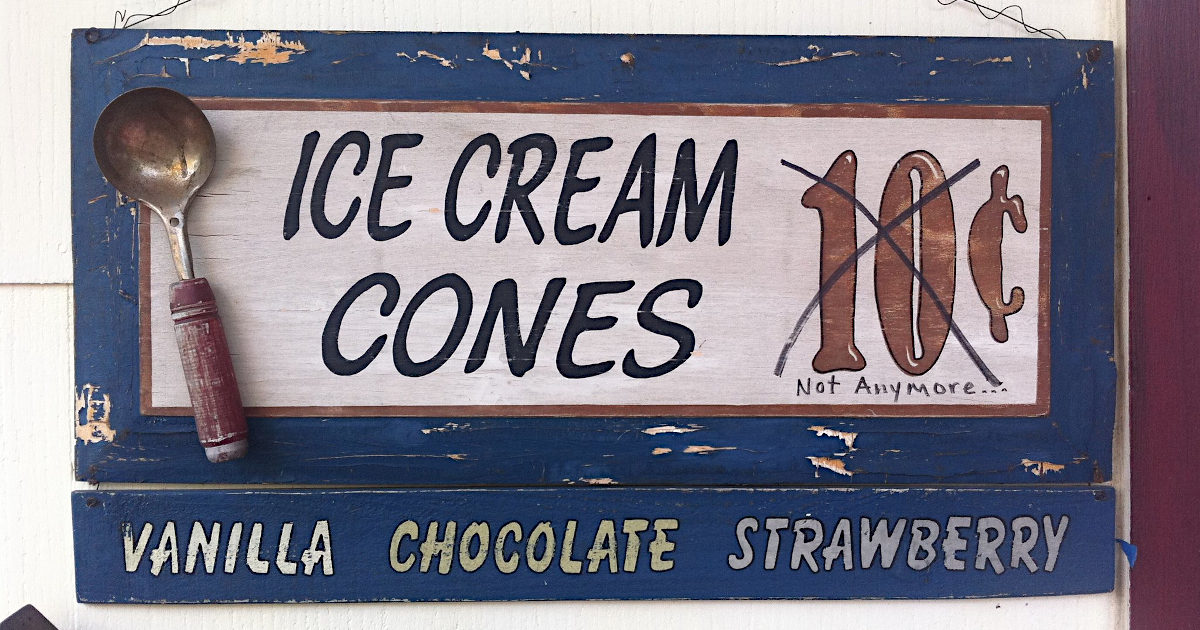 ICE CREAM
CONES
10¢
Not Anymore...
VANILLA CHOCOLATE STRAWBERRY